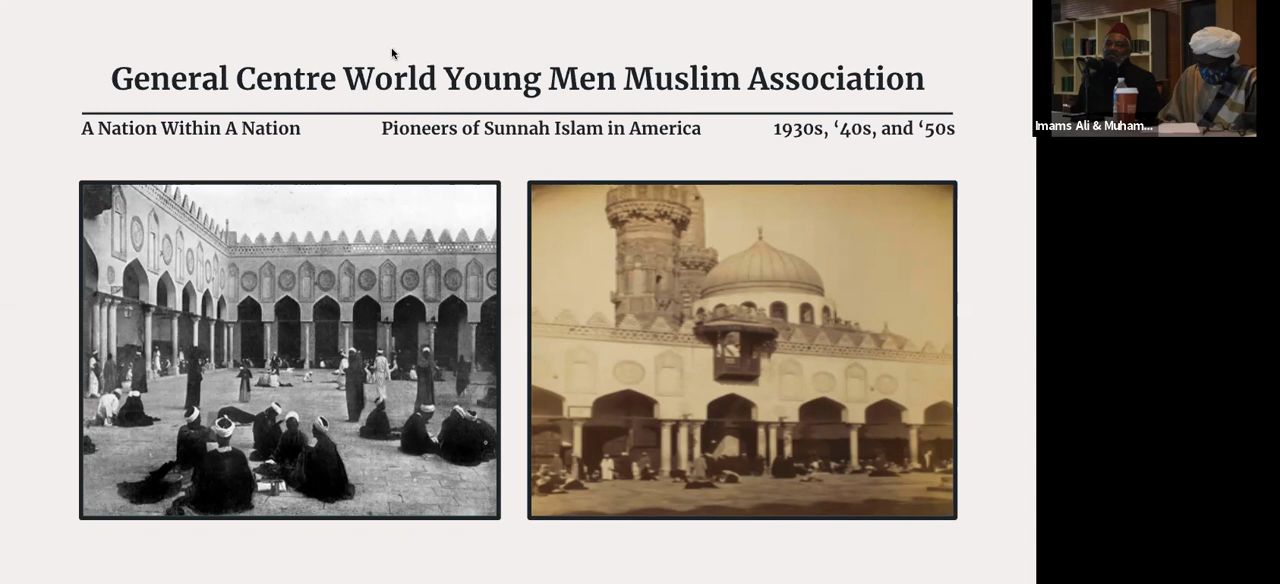 General Centre World Young Men Muslim Association
A Nation Within A Nation
Pioneers of Sunnah Islam in America
1930s, ‘40s, and ‘50s
Imams Ali & Muham...